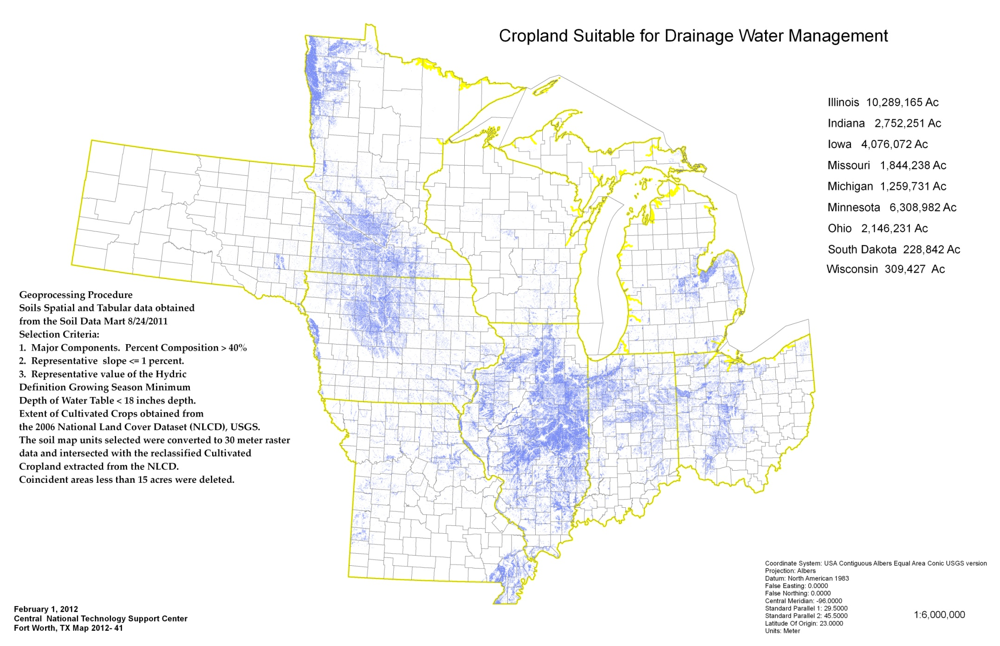 Cropland Suitable for Drainage Water Management
Illinois 10,289,165 Ac
Indiana 2,752,251 Ac
Iowa 4,076,072 Ac
Missouri 1,844,238 Ac
Michigan 1,259,731 Ac
Minnesota 6,308,982 Ac
Ohio 2,146,231 Ac
South Dakota 228,842 Ac
Wisconsin 309,427 Ac
Geoprocessing Procedure
Soils Spatial and Tabular data obtained
from the Soil Data Mart 8/24/2011
Selection Criteria:
1. Major Components. Percent Composition > 40%
2. Representative slope <= 1 percent.
3. Representative value of the Hydric
Definition Growing Season Minimum
Depth of Water Table < 18 inches depth.
Extent of Cultivated Crops obtained from
the 2006 National Land Cover Dataset (NLCD), USGS.
The soil map units selected were converted to 30 meter raster
data and intersected with the reclassified Cultivated
Cropland extracted from the NLCD.
Coincident areas less than 15 acres were deleted.
February 1, 2012
Central National Technology Support Center
Fort Worth, TX Map 2012- 41
Coordinate System: USA Contiguous Albers Equal Area Conic USGS version
Projection: Albers
Datum: North American 1983
False Easting: 0.0000
False Northing: 0.0000
Central Meridian: -96.0000
Standard Parallel 1: 29.5000
Standard Parallel 2: 45.5000
Latitude Of Origin: 23.0000
Units: Meter
1:6,000,000